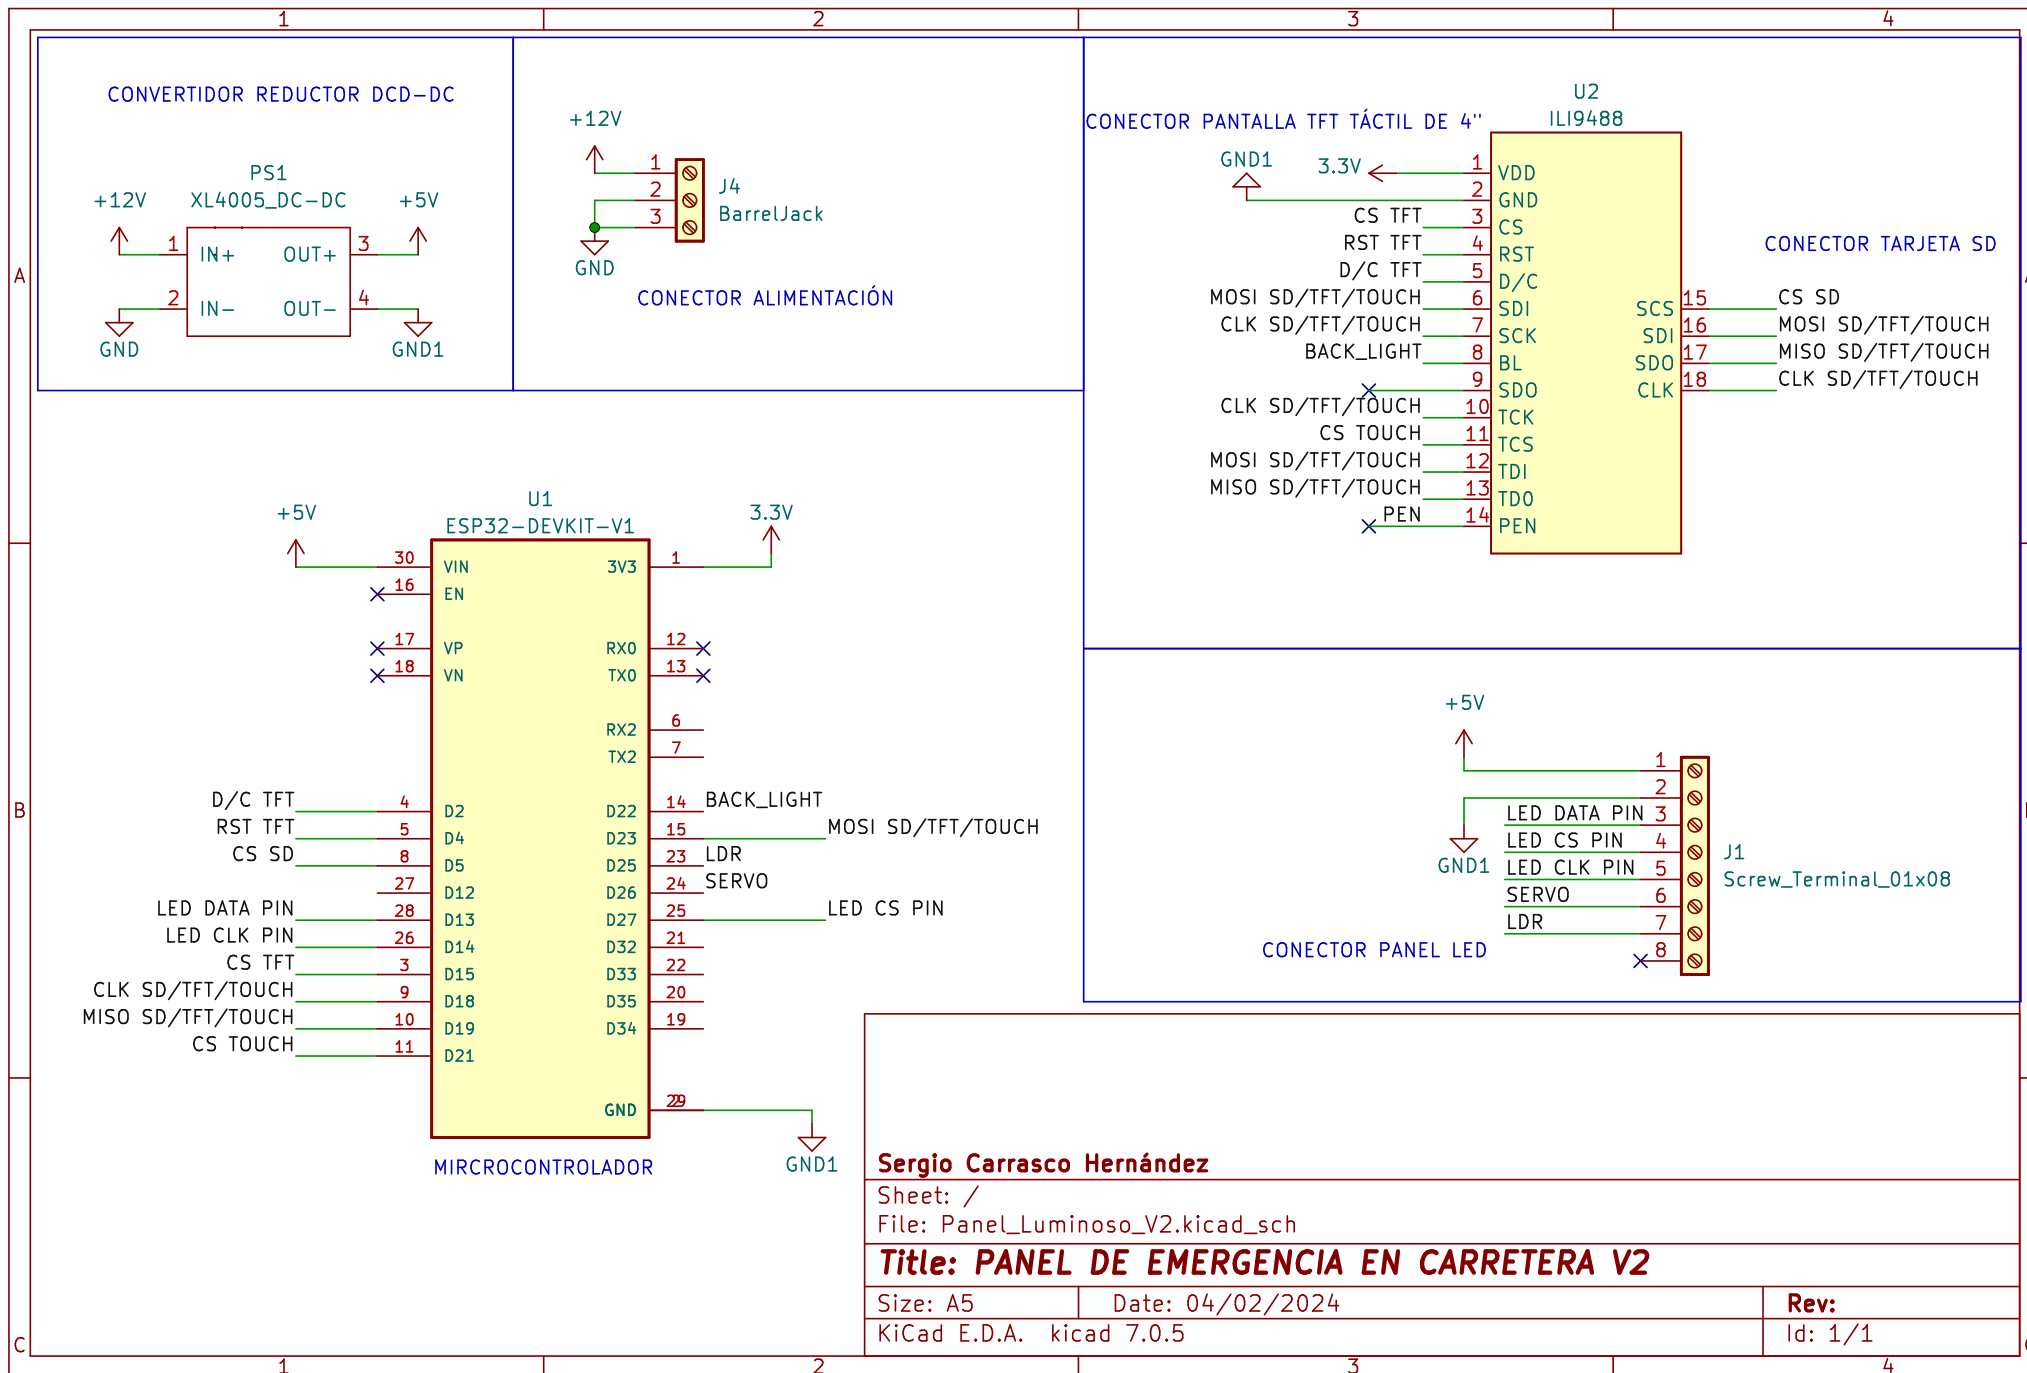 1 2 3 4
CONVERTIDOR REDUCTOR DCD-DC
PS1
XL4005_DC-DC
+12V
+5V
1 IN+ OUT+ 3
2 IN- OUT- 4
GND
GND1
+12V
1
2
3
J4
BarrelJack
GND
CONECTOR ALIMENTACIÓN
CONECTOR PANTALLA TFT TÁCTIL DE 4"
U2
ILI9488
GND1
3.3V 1 VDD
2 GND
CS TFT 3 CS
RST TFT 4 RST
D/C TFT 5 D/C
MOSI SD/TFT/TOUCH 6 SDI
CLK SD/TFT/TOUCH 7 SCK
BACK_LIGHT 8 BL
9 SDO
CLK SD/TFT/TOUCH 10 TCK
CS TOUCH 11 TCS
MOSI SD/TFT/TOUCH 12 TDI
MISO SD/TFT/TOUCH 13 TDO
PEN 14 PEN
CONECTOR TARJETA SD
SCS 15 CS SD
SDI 16 MOSI SD/TFT/TOUCH
SDO 17 MISO SD/TFT/TOUCH
CLK 18 CLK SD/TFT/TOUCH
A
U1
ESP32-DEVKIT-V1
+5V
3.3V
30 VIN 3V3 1
16 EN
17 VP RX0 12
18 VN TX0 13
RX2 6
TX2 7
D/C TFT 4 D2 D22 14 BACK_LIGHT
RST TFT 5 D4 D23 15 MOSI SD/TFT/TOUCH
CS SD 8 D5 D25 23 LDR
27 D12 D26 24 SERVO
LED DATA PIN 28 D13 D27 25 LED CS PIN
LED CLK PIN 26 D14 D32 21
CS TFT 3 D15 D33 22
CLK SD/TFT/TOUCH 9 D18 D35 20
MISO SD/TFT/TOUCH 10 D19 D34 19
CS TOUCH 11 D21
GND 29
GND1
MIRCROCONTROLADOR
B
+5V
1
2
LED DATA PIN 3
LED CS PIN 4
LED CLK PIN 5
SERVO 6
LDR 7
8
GND1
J1
Screw_Terminal_01x08
CONECTOR PANEL LED
Sergio Carrasco Hernández
Sheet: /
File: Panel_Luminoso_V2.kicad_sch
Title: PANEL DE EMERGENCIA EN CARRETERA V2
Size: A5 Date: 04/02/2024 Rev:
KiCad E.D.A. kicad 7.0.5 Id: 1/1
C
1 2 3 4